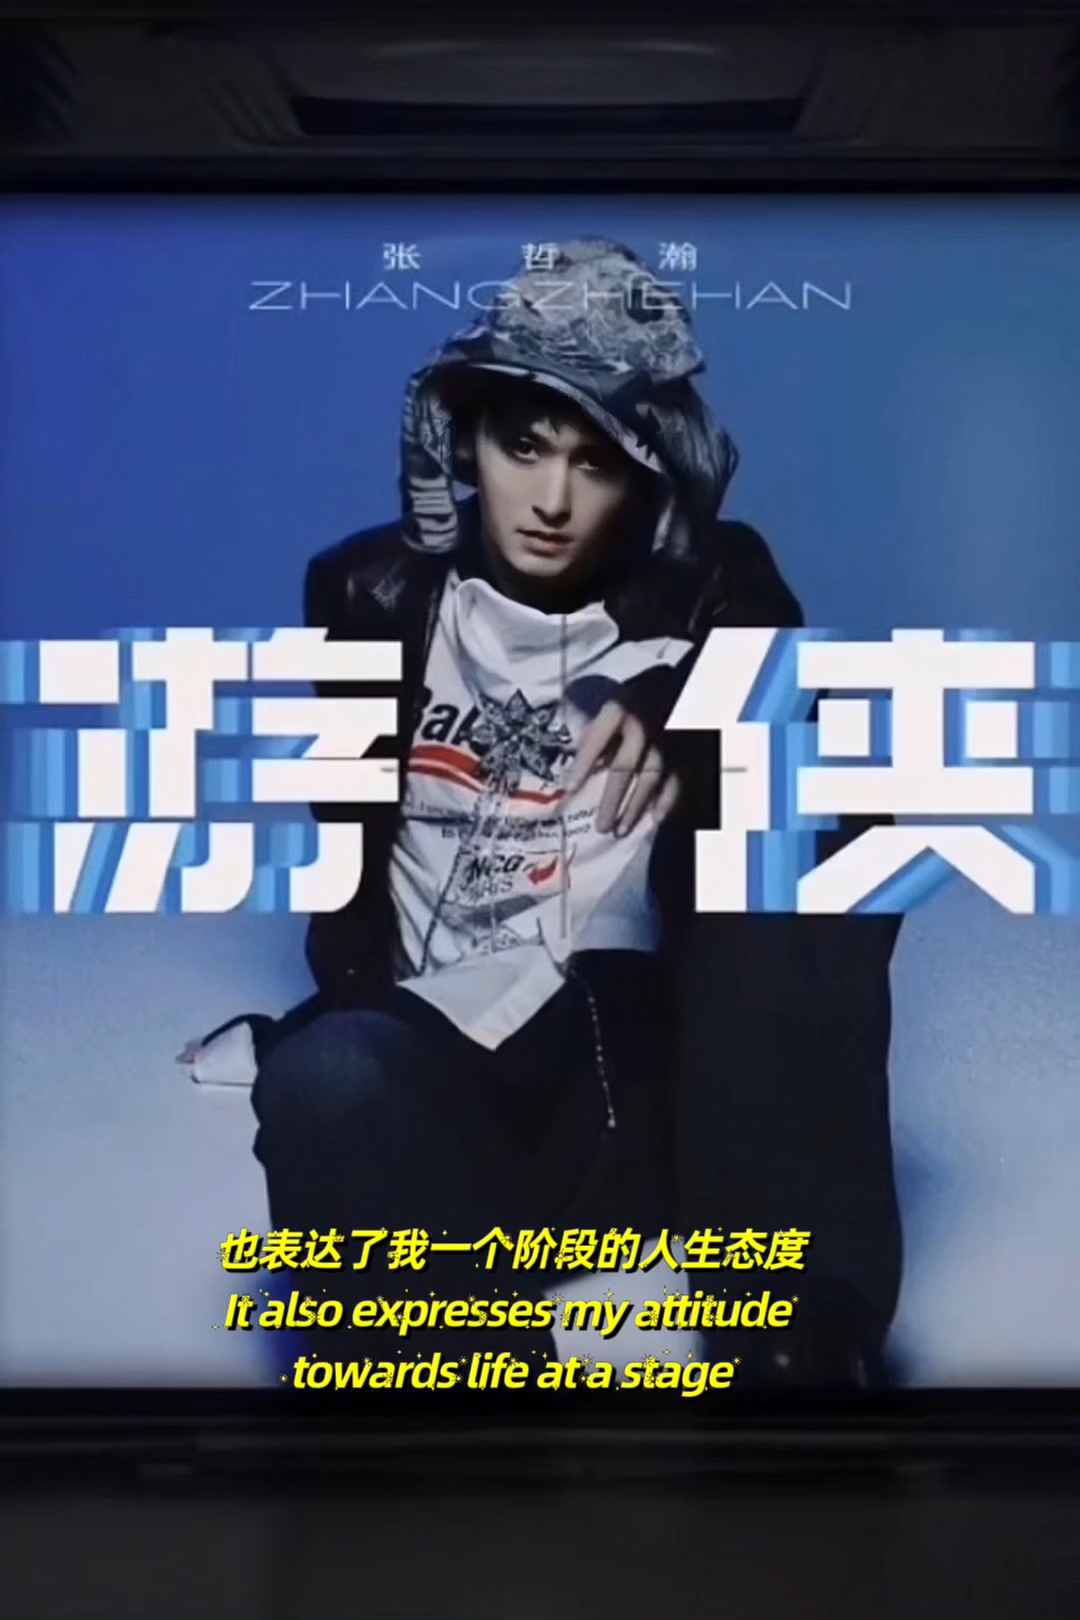 张哲瀚
ZHANGZHEHAN
游侠
也表达了我一个阶段的人生态度
It also expresses my attitude
towards life at a stage